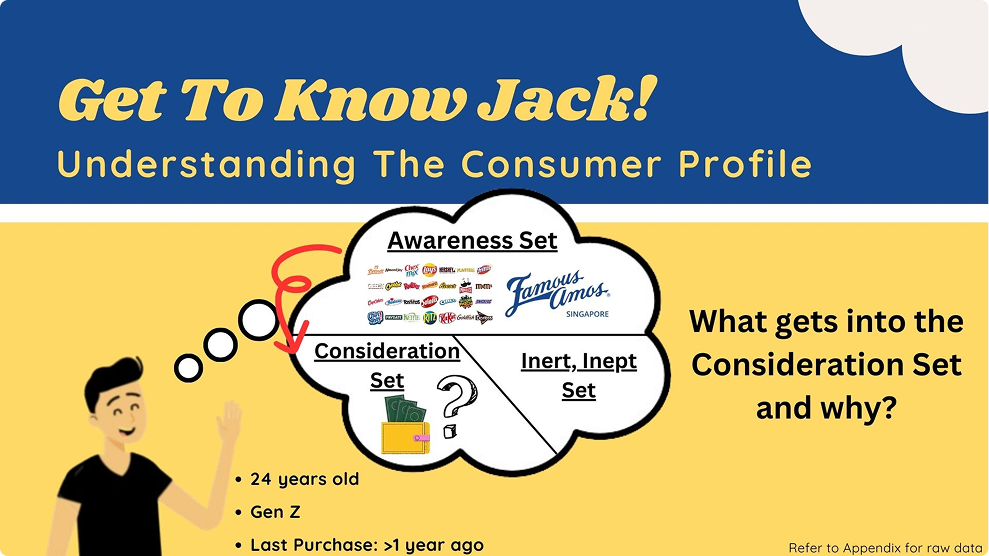 Get To Know Jack!
Understanding The Consumer Profile
Awareness Set
Lay's
Famous
Amos
SINGAPORE
Consideration
Set
Inert, Inept
Set
What gets into the
Consideration Set
and why?
• 24 years old
• Gen Z
• Last Purchase: >1 year ago
Refer to Appendix for raw data